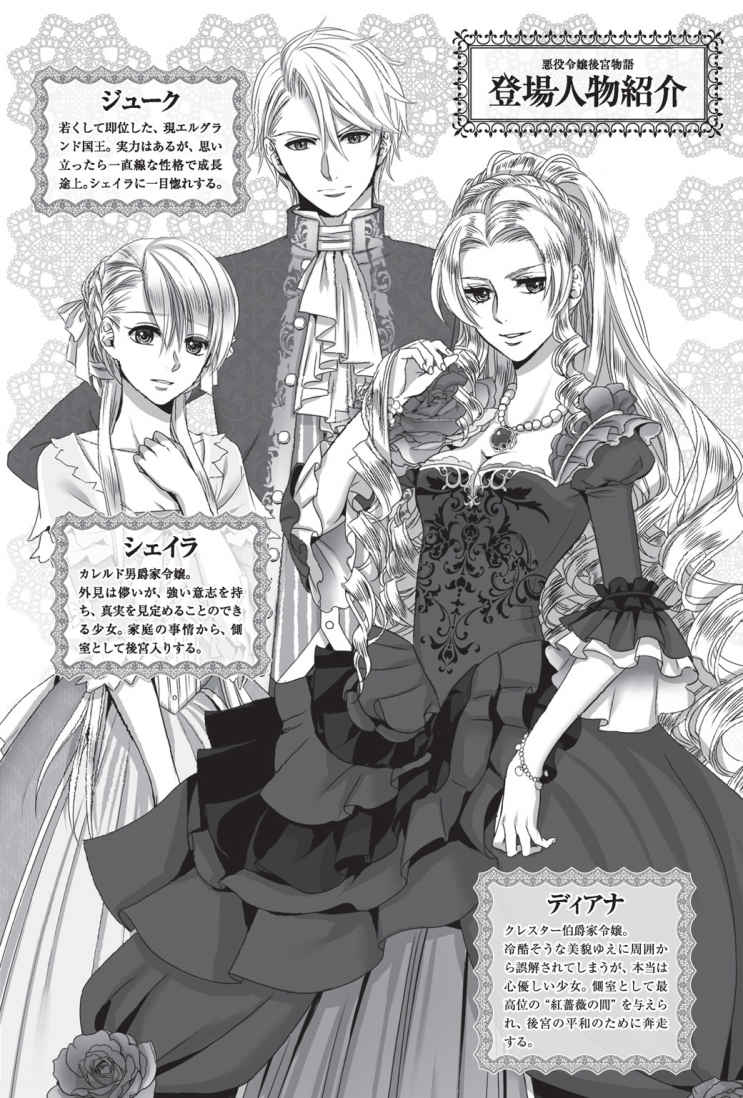 悪役令嬢後宮物語
登場人物紹介
ジューク
若くして即位した、現エルグラ
ンド国王。実力はあるが、思い
立ったら一直線な性格で成長
途上。シェイラに一目惚れする。
シェイラ
カレルド男爵家令嬢。
外見は儚いが、強い意志を持
ち、真実を見定めることのでき
る少女。家庭の事情から、側
室として後宮入りする。
ディアナ
クレスター伯爵家令嬢。
冷酷そうな美貌ゆえに周囲か
ら誤解されてしまうが、本当は
心優しい少女。側室として最
高位の“紅薔薇の間”を与えら
れ、後宮の平和のために奔走
する。